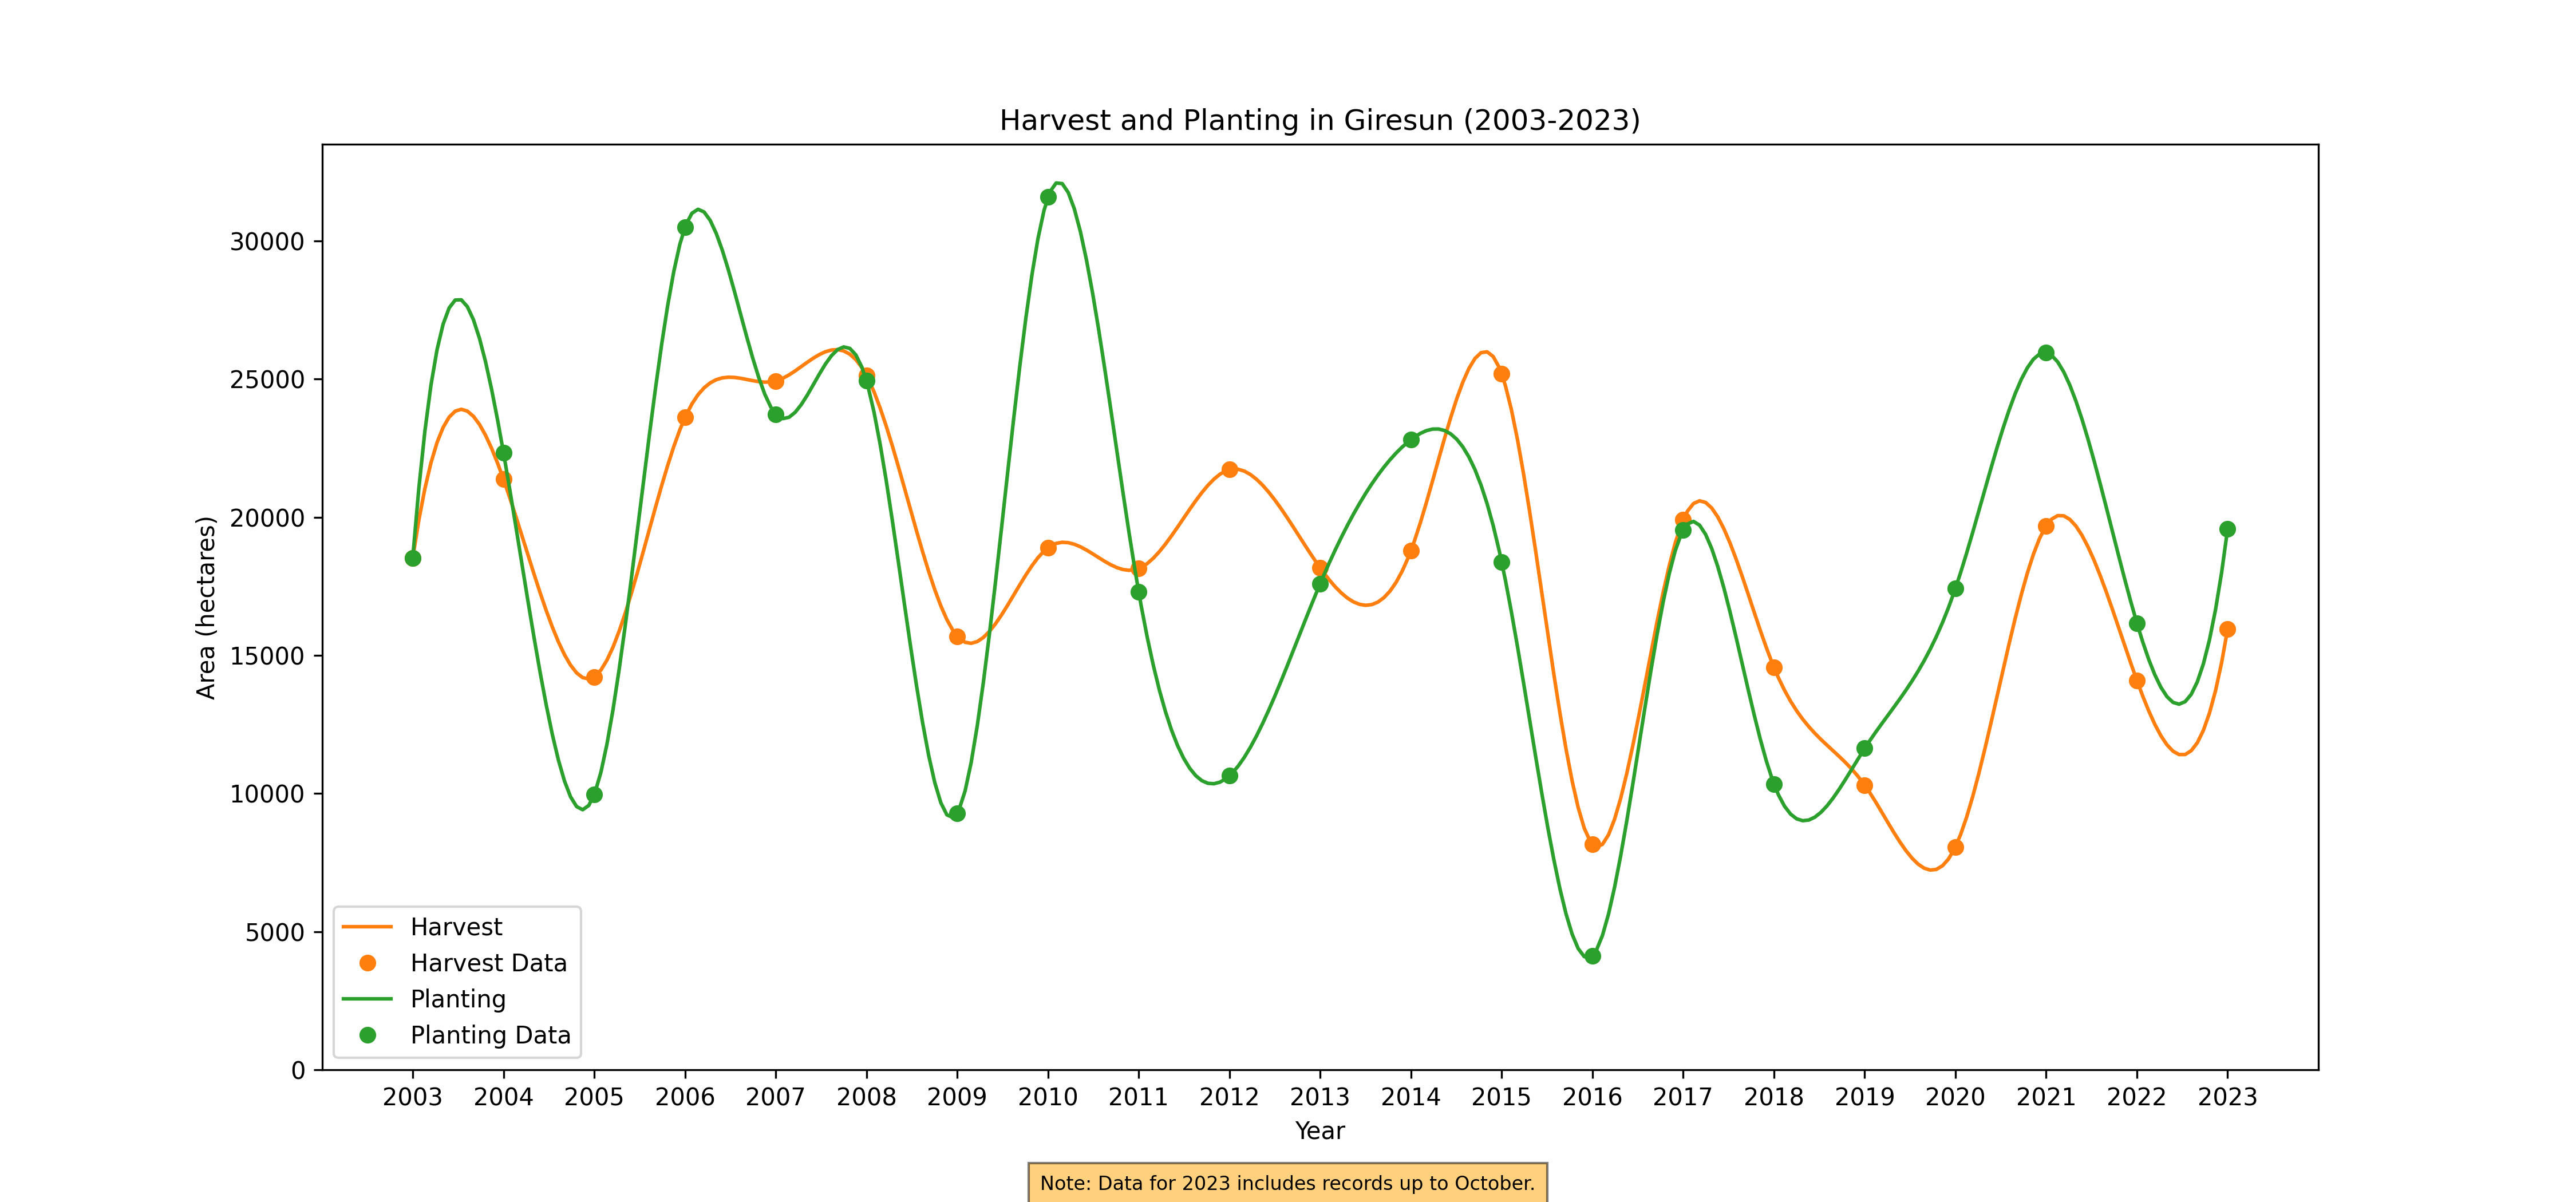 Harvest and Planting in Giresun (2003-2023)
Area (hectares)
30000
25000
20000
15000
10000
5000
0
Harvest
Harvest Data
Planting
Planting Data
2003 2004 2005 2006 2007 2008 2009 2010 2011 2012 2013 2014 2015 2016 2017 2018 2019 2020 2021 2022 2023
Year
Note: Data for 2023 includes records up to October.